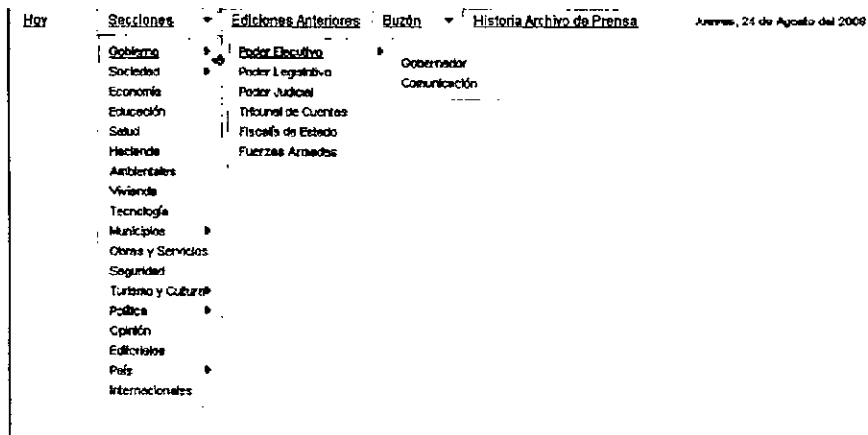 Hoy Secciones Ediciones Anteriores Buzón Historia Archivo de Prensa Jueves, 24 de Agosto del 2006
Gobierno Poder Ejecutivo Gobernador
Sociedad Poder Legislativo Comunicación
Economía Poder Judicial
Educación Tribunal de Cuentas
Salud Fiscalía de Estado
Hacienda Fuerzas Armadas
Ambientales
Vivienda
Tecnología
Municipios
Obras y Servicios
Seguridad
Turismo y Cultura
Política
Opinión
Editoriales
País
Internacionales